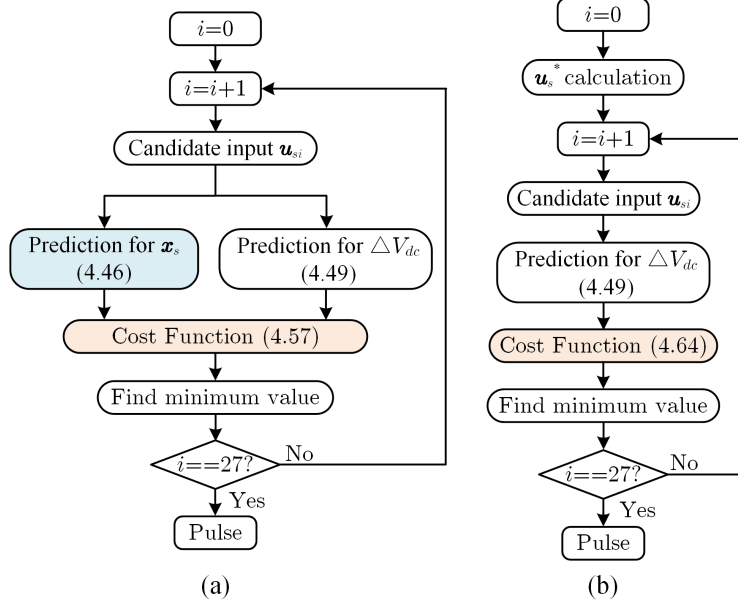 i=0
i=i+1
Candidate input u_si
Prediction for x_s
(4.46)
Prediction for △V_dc
(4.49)
Cost Function (4.57)
Find minimum value
i==27?
No
Yes
Pulse
(a)
i=0
u_s* calculation
i=i+1
Candidate input u_si
Prediction for △V_dc
(4.49)
Cost Function (4.64)
Find minimum value
i==27?
No
Yes
Pulse
(b)